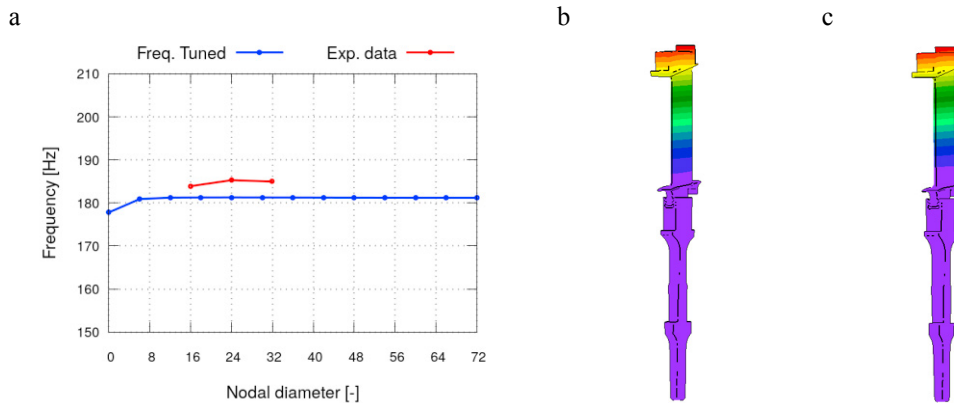 a
b
c
Freq. Tuned
Exp. data
210
200
190
180
170
160
150
Frequency [Hz]
0 8 16 24 32 40 48 56 64 72
Nodal diameter [-]